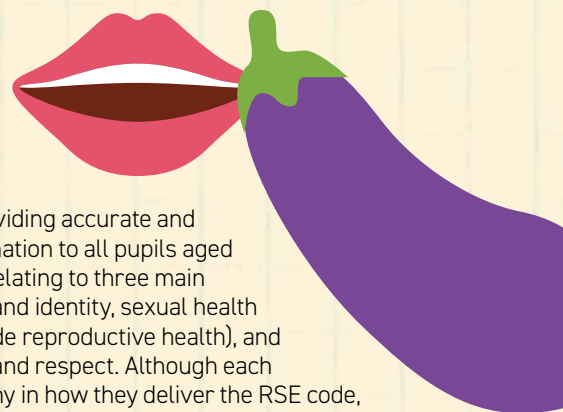 viding accurate and
nation to all pupils aged
elating to three main
and identity, sexual health
de reproductive health), and
and respect. Although each
ny in how they deliver the RSE code,